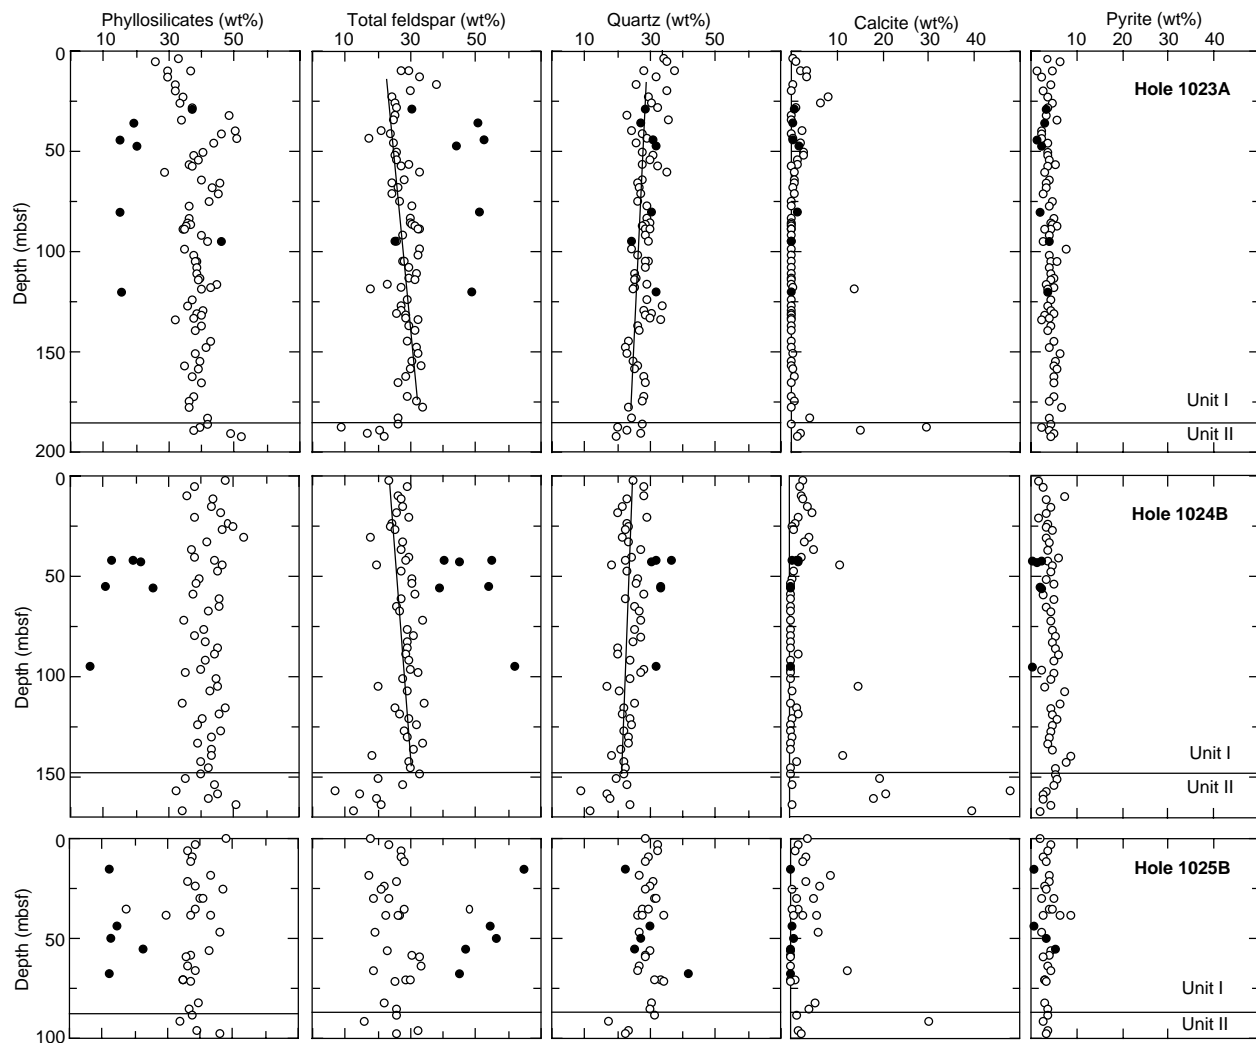 Phyllosilicates (wt%) Total feldspar (wt%) Quartz (wt%) Calcite (wt%) Pyrite (wt%)
10 30 50 10 30 50 10 30 50 10 20 30 40 10 20 30 40
0
50
100
150
200
Depth (mbsf)
Hole 1023A
Unit I
Unit II
0
50
100
150
Depth (mbsf)
Hole 1024B
Unit I
Unit II
0
50
100
Depth (mbsf)
Hole 1025B
Unit I
Unit II